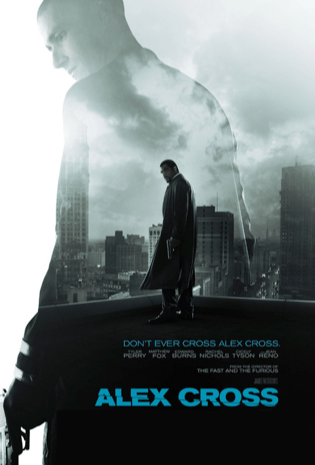 DON'T EVER CROSS ALEX CROSS.
TYLER PERRY MATTHEW FOX EDWARD BURNS RACHEL NICHOLS CICELY TYSON JEAN RENO
FROM THE DIRECTOR OF
THE FAST AND THE FURIOUS
ALEX CROSS